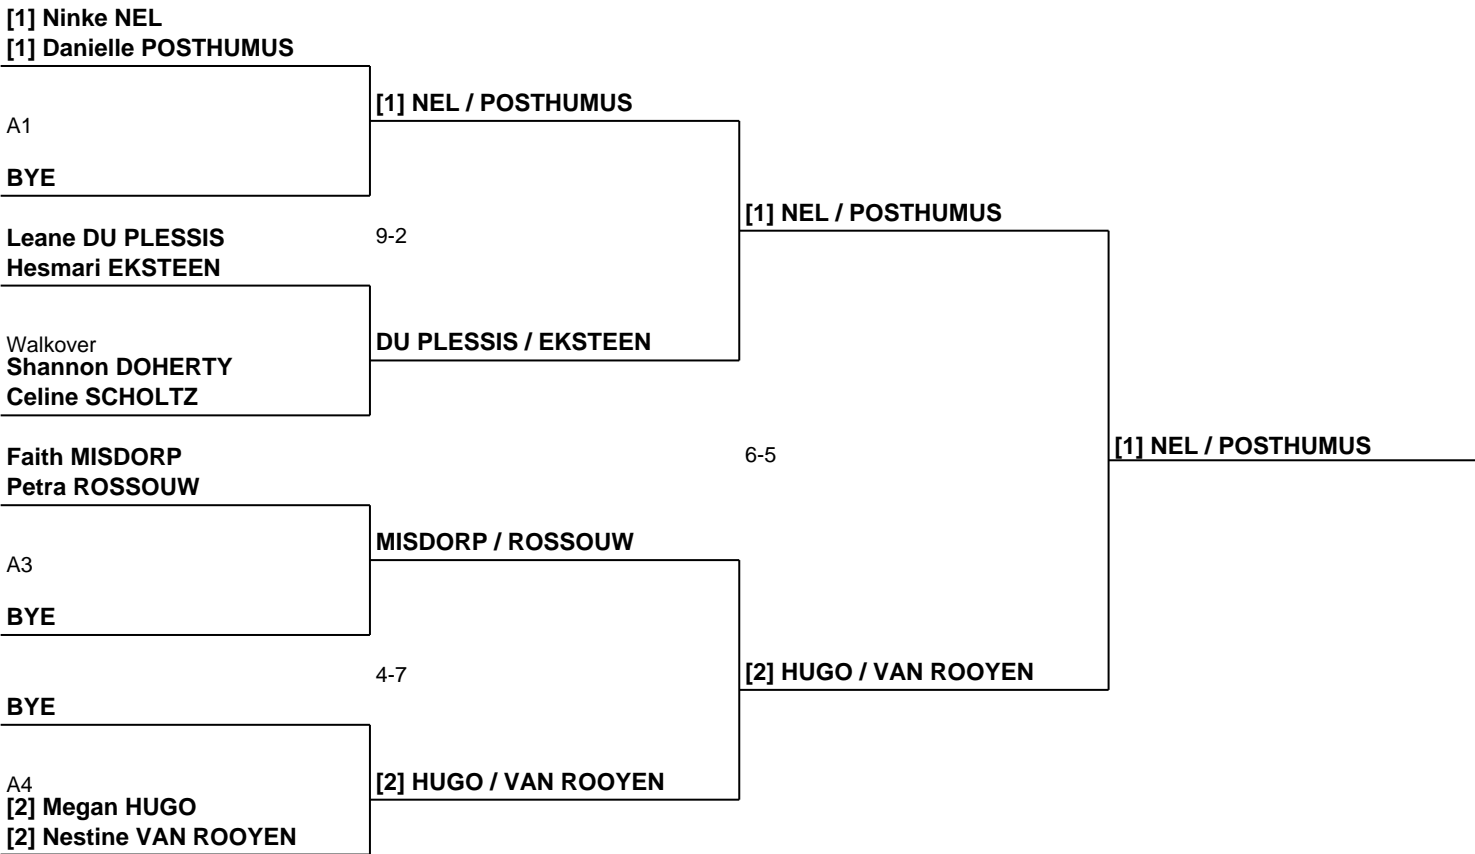 [1] Ninke NEL
[1] Danielle POSTHUMUS
[1] NEL / POSTHUMUS
A1
BYE
[1] NEL / POSTHUMUS
Leane DU PLESSIS
9-2
Hesmari EKSTEEN
Walkover
DU PLESSIS / EKSTEEN
Shannon DOHERTY
Celine SCHOLTZ
[1] NEL / POSTHUMUS
Faith MISDORP
6-5
Petra ROSSOUW
MISDORP / ROSSOUW
A3
BYE
4-7
[2] HUGO / VAN ROOYEN
BYE
A4
[2] HUGO / VAN ROOYEN
[2] Megan HUGO
[2] Nestine VAN ROOYEN